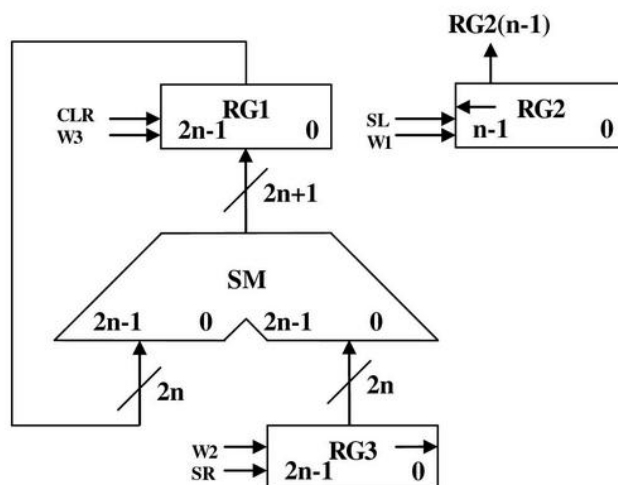 RG2(n-1)
CLR
W3
RG1
2n-1 0
SL
W1
RG2
n-1 0
2n+1
SM
2n-1 0 2n-1 0
2n
2n
W2
SR
RG3
2n-1 0